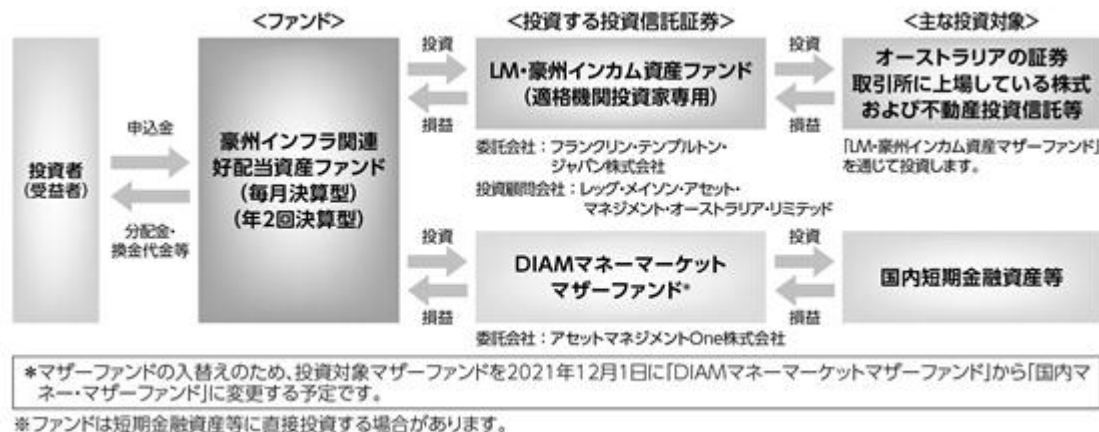 <ファンド>
<投資する投資信託証券>
<主な投資対象>
投資者
(受益者)
申込金
分配金・
換金代金等
豪州インフラ関連
好配当資産ファンド
(毎月決算型)
(年2回決算型)
投資
損益
LM・豪州インカム資産ファンド
(適格機関投資家専用)
委託会社:フランクリン・テンプルトン・
ジャパン株式会社
投資顧問会社:レッグ・メイソン・アセット・
マネジメント・オーストラリア・リミテッド
投資
損益
オーストラリアの証券
取引所に上場している株式
および不動産投資信託等
「LM・豪州インカム資産マザーファンド」
を通じて投資します。
投資
損益
DIAMマネーマーケット
マザーファンド*
委託会社:アセットマネジメントOne株式会社
投資
損益
国内短期金融資産等
*マザーファンドの入替えのため、投資対象マザーファンドを2021年12月1日に「DIAMマネーマーケットマザーファンド」から「国内マ
ネー・マザーファンド」に変更する予定です。
※ファンドは短期金融資産等に直接投資する場合があります。